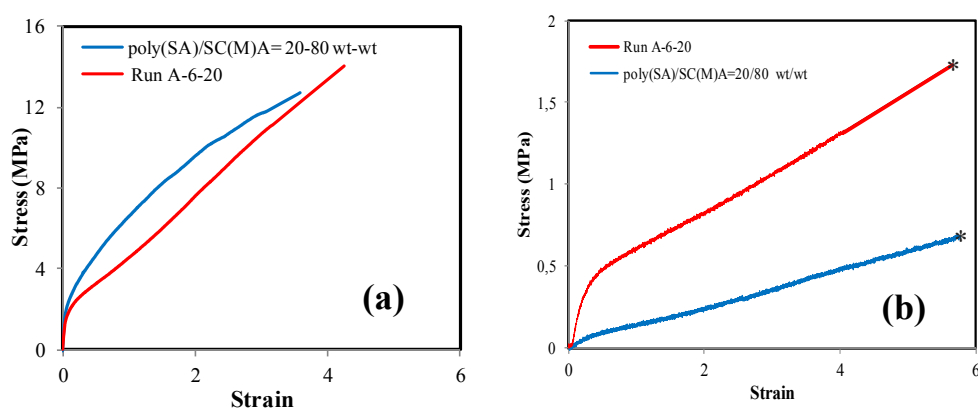 16
12
8
4
0
Stress (MPa)
poly(SA)/SC(M)A= 20-80 wt-wt
Run A-6-20
(a)
0 2 4 6
Strain
2
1,5
1
0,5
0
Stress (MPa)
Run A-6-20
poly(SA)/SC(M)A=20/80 wt/wt
*
*
(b)
0 2 4 6
Strain